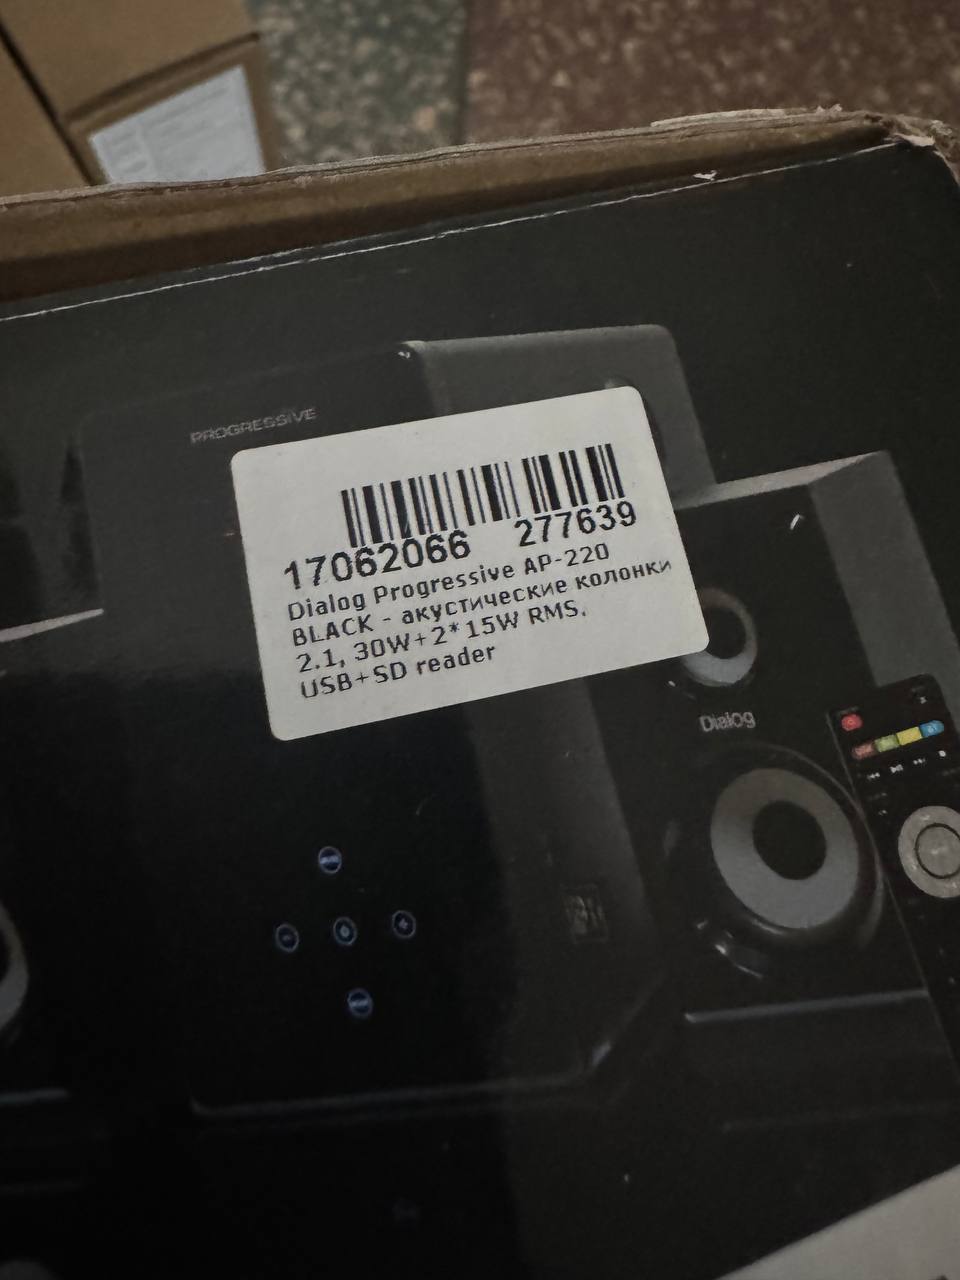 PROGRESSIVE
17062066 277639
Dialog Progressive AP-220
BLACK - акустические колонки
2.1, 30W+2*15W RMS,
USB+SD reader
Dialog